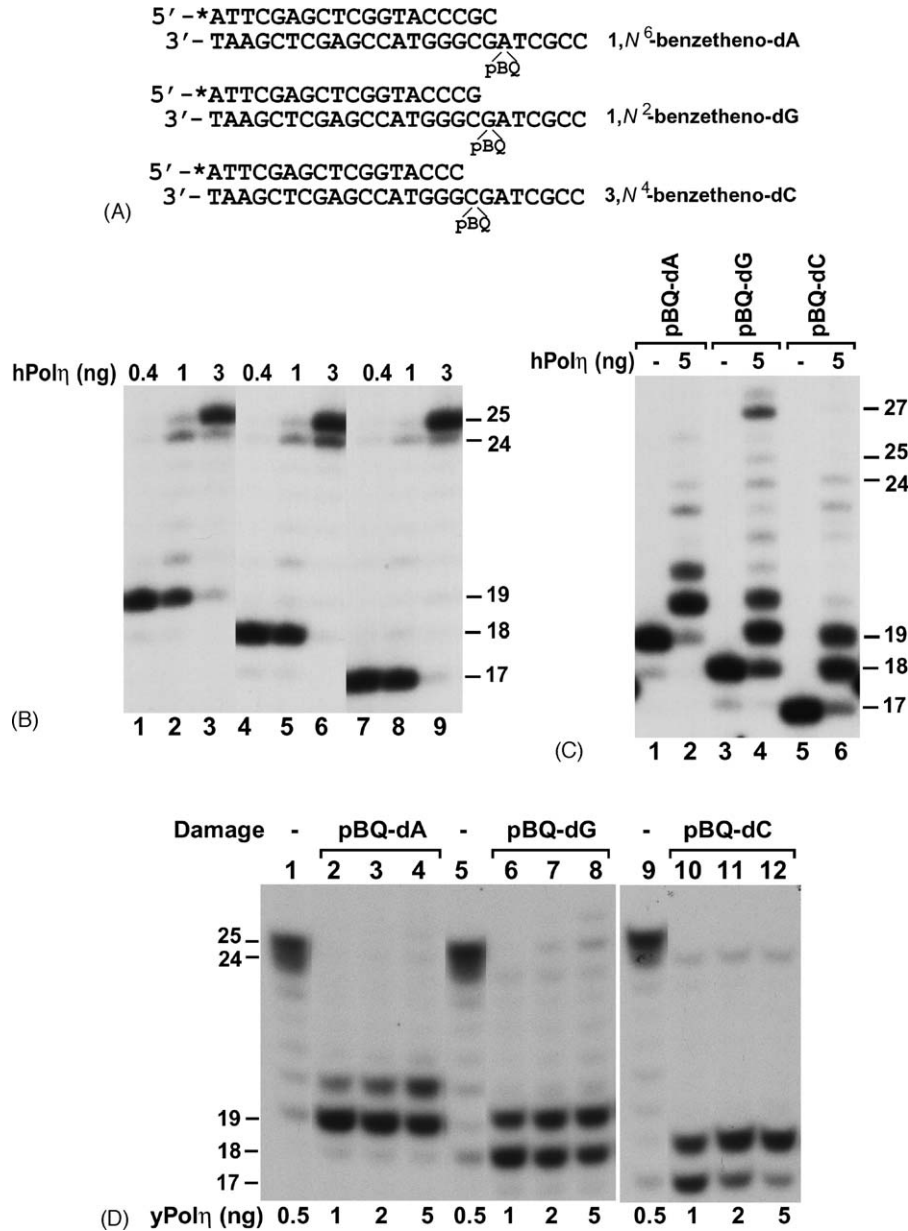 5′-*ATTCGAGCTCGGTACCCGC
3′- TAAGCTCGAGCCATGGGCGATCGCC 1,N6-benzetheno-dA
pBQ
5′-*ATTCGAGCTCGGTACCCG
3′- TAAGCTCGAGCCATGGGCGATCGCC 1,N2-benzetheno-dG
pBQ
5′-*ATTCGAGCTCGGTACCC
3′- TAAGCTCGAGCCATGGGCGATCGCC 3,N4-benzetheno-dC
pBQ
(A)
hPolη (ng) 0.4 1 3 0.4 1 3 0.4 1 3
25
24
19
18
17
1 2 3 4 5 6 7 8 9
(B)
pBQ-dA pBQ-dG pBQ-dC
hPolη (ng) - 5 - 5 - 5
27
25
24
19
18
17
1 2 3 4 5 6
(C)
Damage - pBQ-dA - pBQ-dG - pBQ-dC
1 2 3 4 5 6 7 8 9 10 11 12
25
24
19
18
17
(D) yPolη (ng) 0.5 1 2 5 0.5 1 2 5 0.5 1 2 5